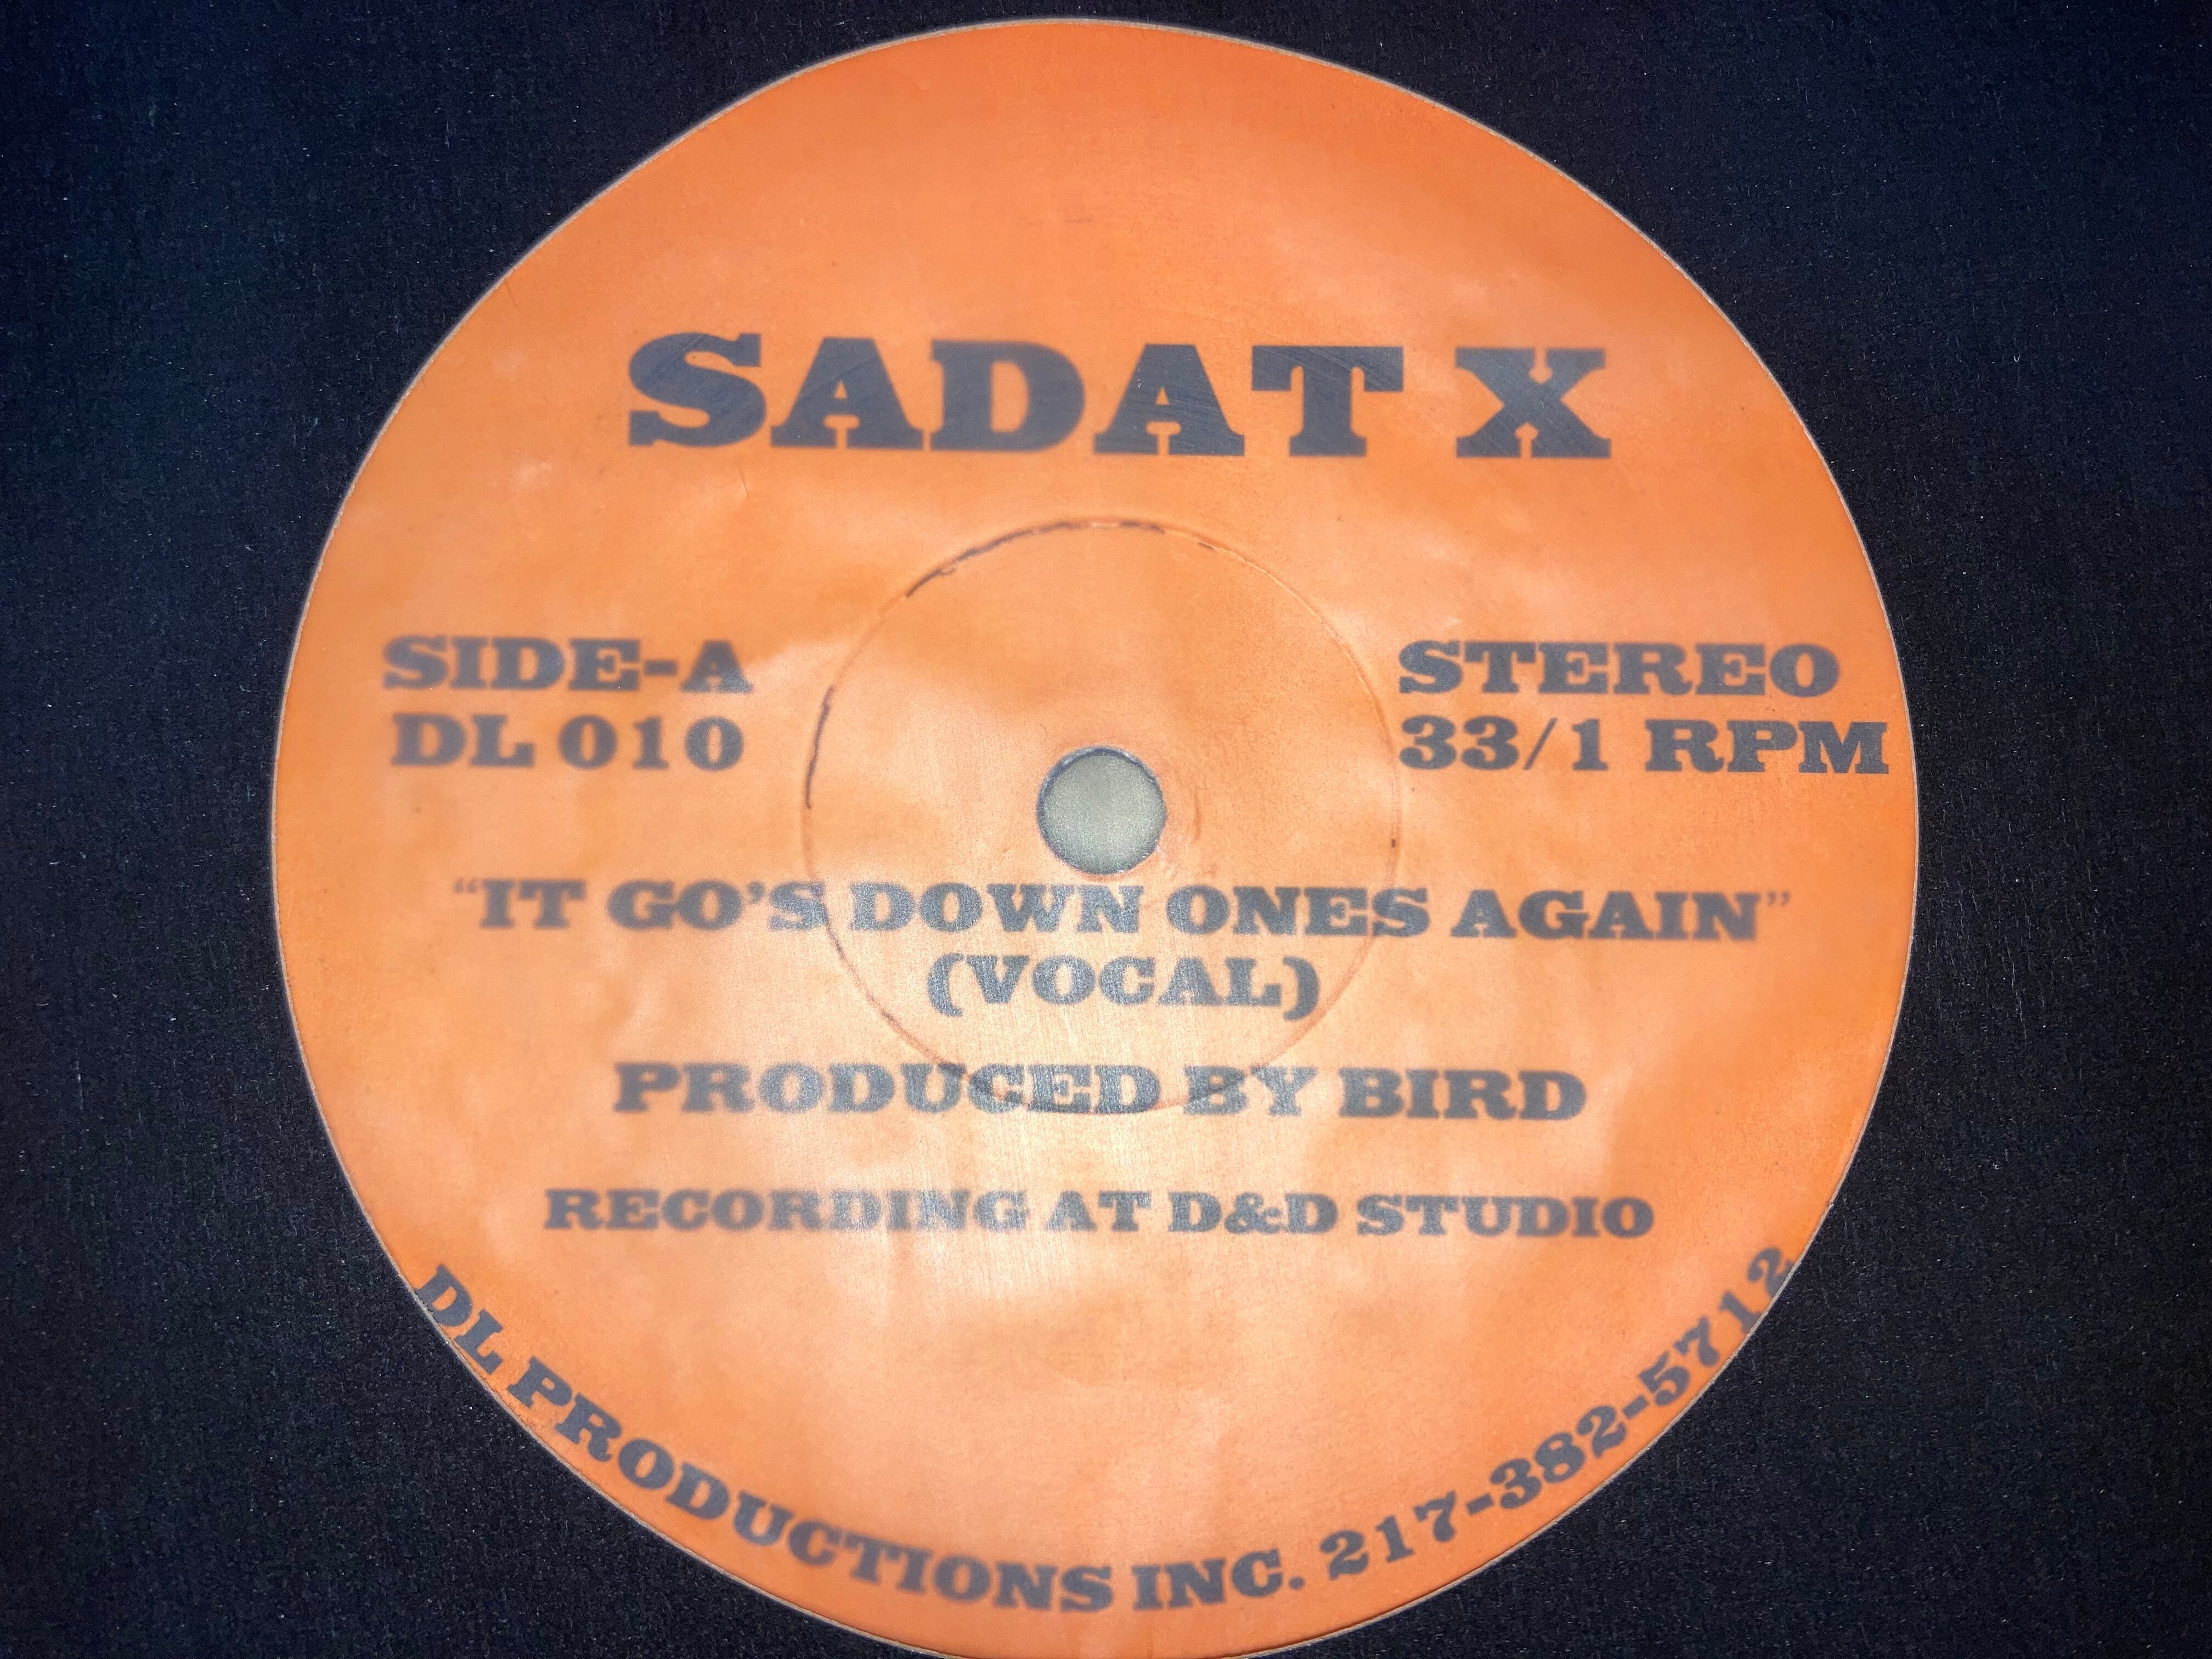 SADAT X
SIDE-A
DL 010
STEREO
33/1 RPM
“IT GO’S DOWN ONES AGAIN”
(VOCAL)
PRODUCED BY BIRD
RECORDING AT D&D STUDIO
DL PRODUCTIONS INC. 217-382-5712